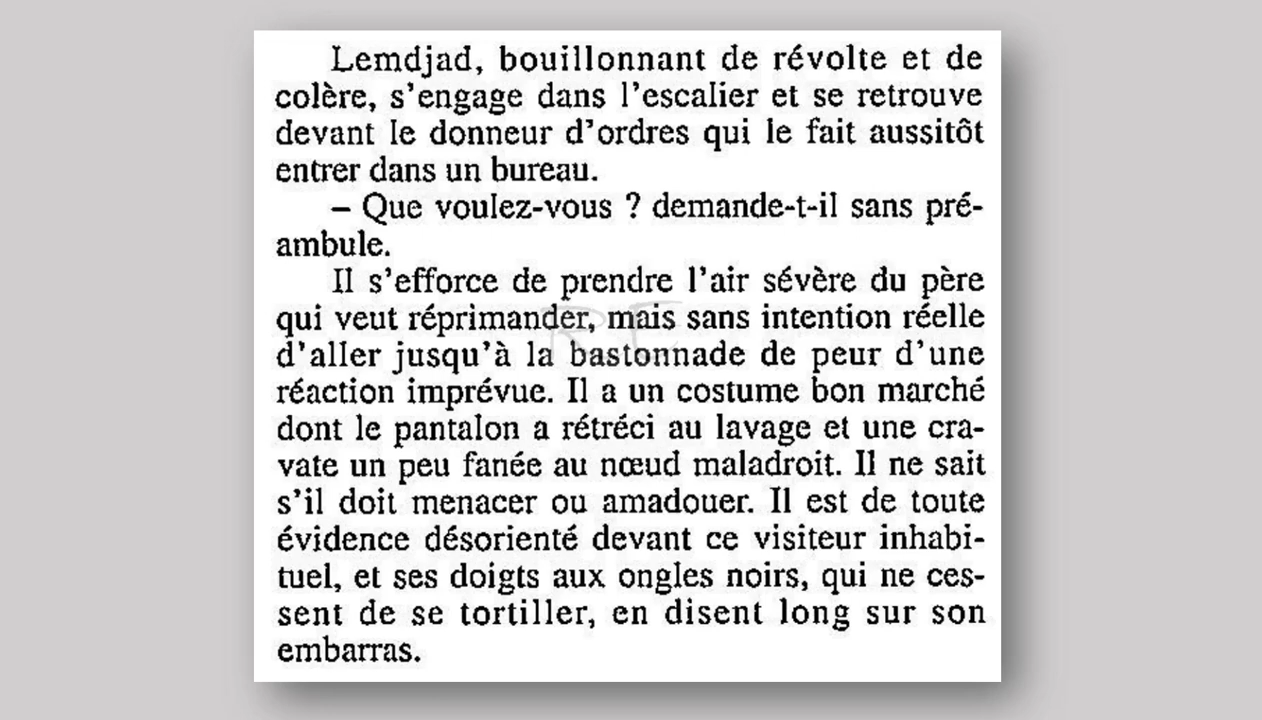 Lemdjad, bouillonnant de révolte et de
colère, s'engage dans l'escalier et se retrouve
devant le donneur d'ordres qui le fait aussitôt
entrer dans un bureau.
– Que voulez-vous ? demande-t-il sans pré-
ambule.
Il s'efforce de prendre l'air sévère du père
qui veut réprimander, mais sans intention réelle
d'aller jusqu'à la bastonnade de peur d'une
réaction imprévue. Il a un costume bon marché
dont le pantalon a rétréci au lavage et une cra-
vate un peu fanée au nœud maladroit. Il ne sait
s'il doit menacer ou amadouer. Il est de toute
évidence désorienté devant ce visiteur inhabi-
tuel, et ses doigts aux ongles noirs, qui ne ces-
sent de se tortiller, en disent long sur son
embarras.